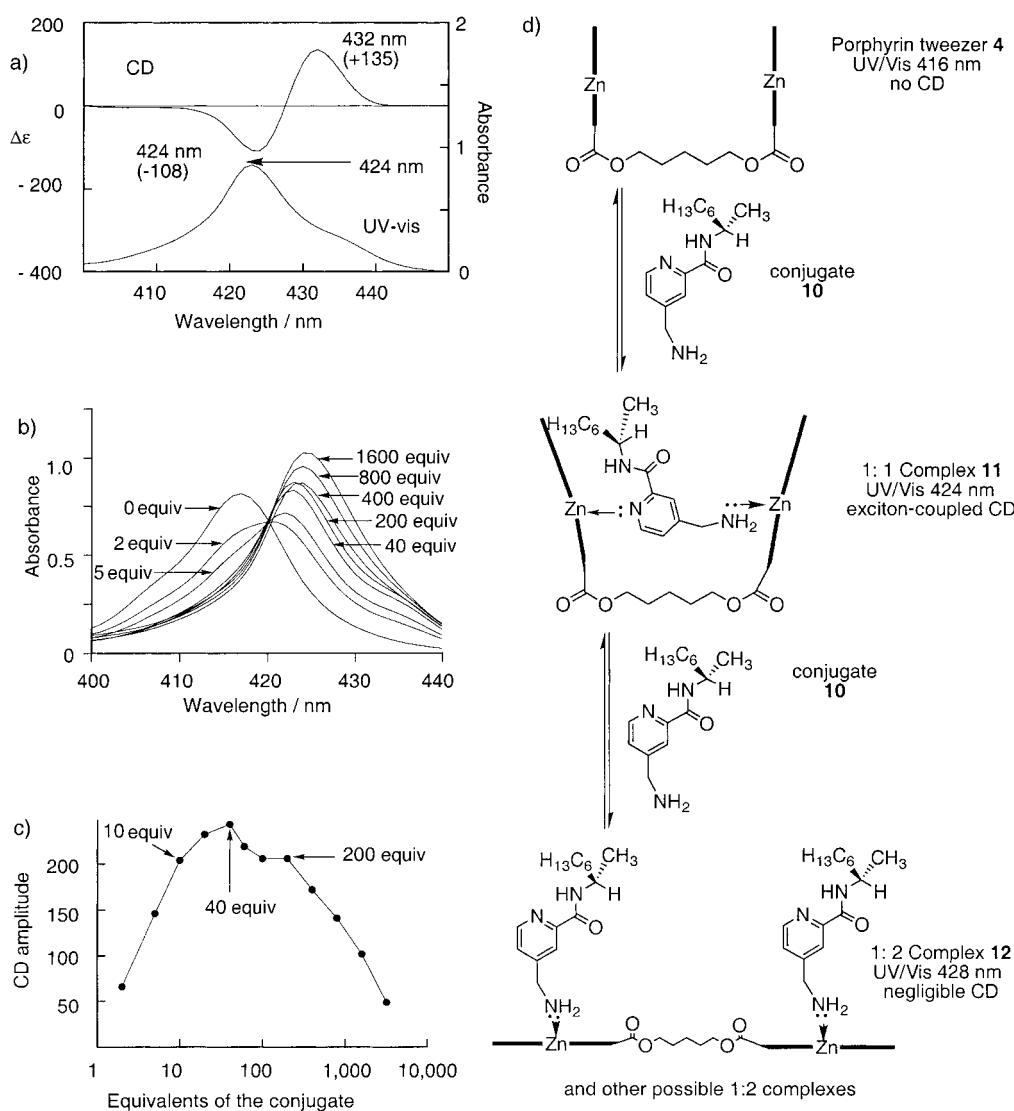 a)
200
0
Δε
- 200
- 400
CD
432 nm
(+135)
424 nm
(-108)
424 nm
UV-vis
2
1
0
Absorbance
410
420
430
440
Wavelength / nm
b)
1.0
0.5
0
Absorbance
0 equiv
2 equiv
5 equiv
1600 equiv
800 equiv
400 equiv
200 equiv
40 equiv
400
410
420
430
440
Wavelength / nm
c)
200
150
100
50
CD amplitude
10 equiv
40 equiv
200 equiv
1
10
100
1,000
10,000
Equivalents of the conjugate
d)
Zn
Zn
O
O
O
O
Porphyrin tweezer 4
UV/Vis 416 nm
no CD
H13C6
CH3
HN
H
N
O
NH2
conjugate
10
CH3
H13C6
H
HN
O
Zn
:N
NH2
Zn
O
O
O
O
1: 1 Complex 11
UV/Vis 424 nm
exciton-coupled CD
H13C6
CH3
HN
H
N
O
NH2
conjugate
10
H13C6
CH3
HN
H
N
O
NH2
Zn
O
O
O
O
H13C6
CH3
HN
H
N
O
NH2
Zn
1: 2 Complex 12
UV/Vis 428 nm
negligible CD
and other possible 1:2 complexes